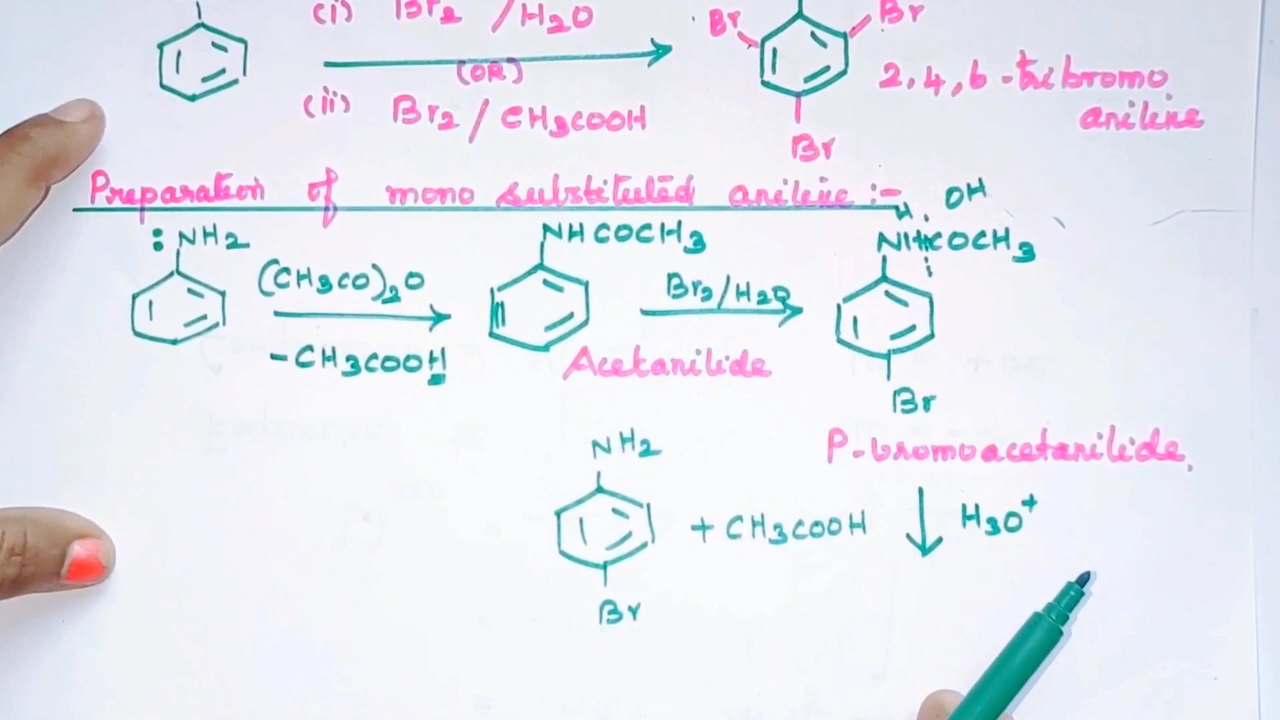 (i) Br2 /H2O
Br Br
(OR)
(ii) Br2 / CH3COOH
2,4,6-tribromo
aniline
Br
Preparation of mono substituted aniline :-
H OH
:NH2 NHCOCH3 NHCOCH3
(CH3CO)2O Br2/H2O
-CH3COOH Acetanilide
Br
P-bromoacetanilide
NH2
+ CH3COOH H3O+
Br